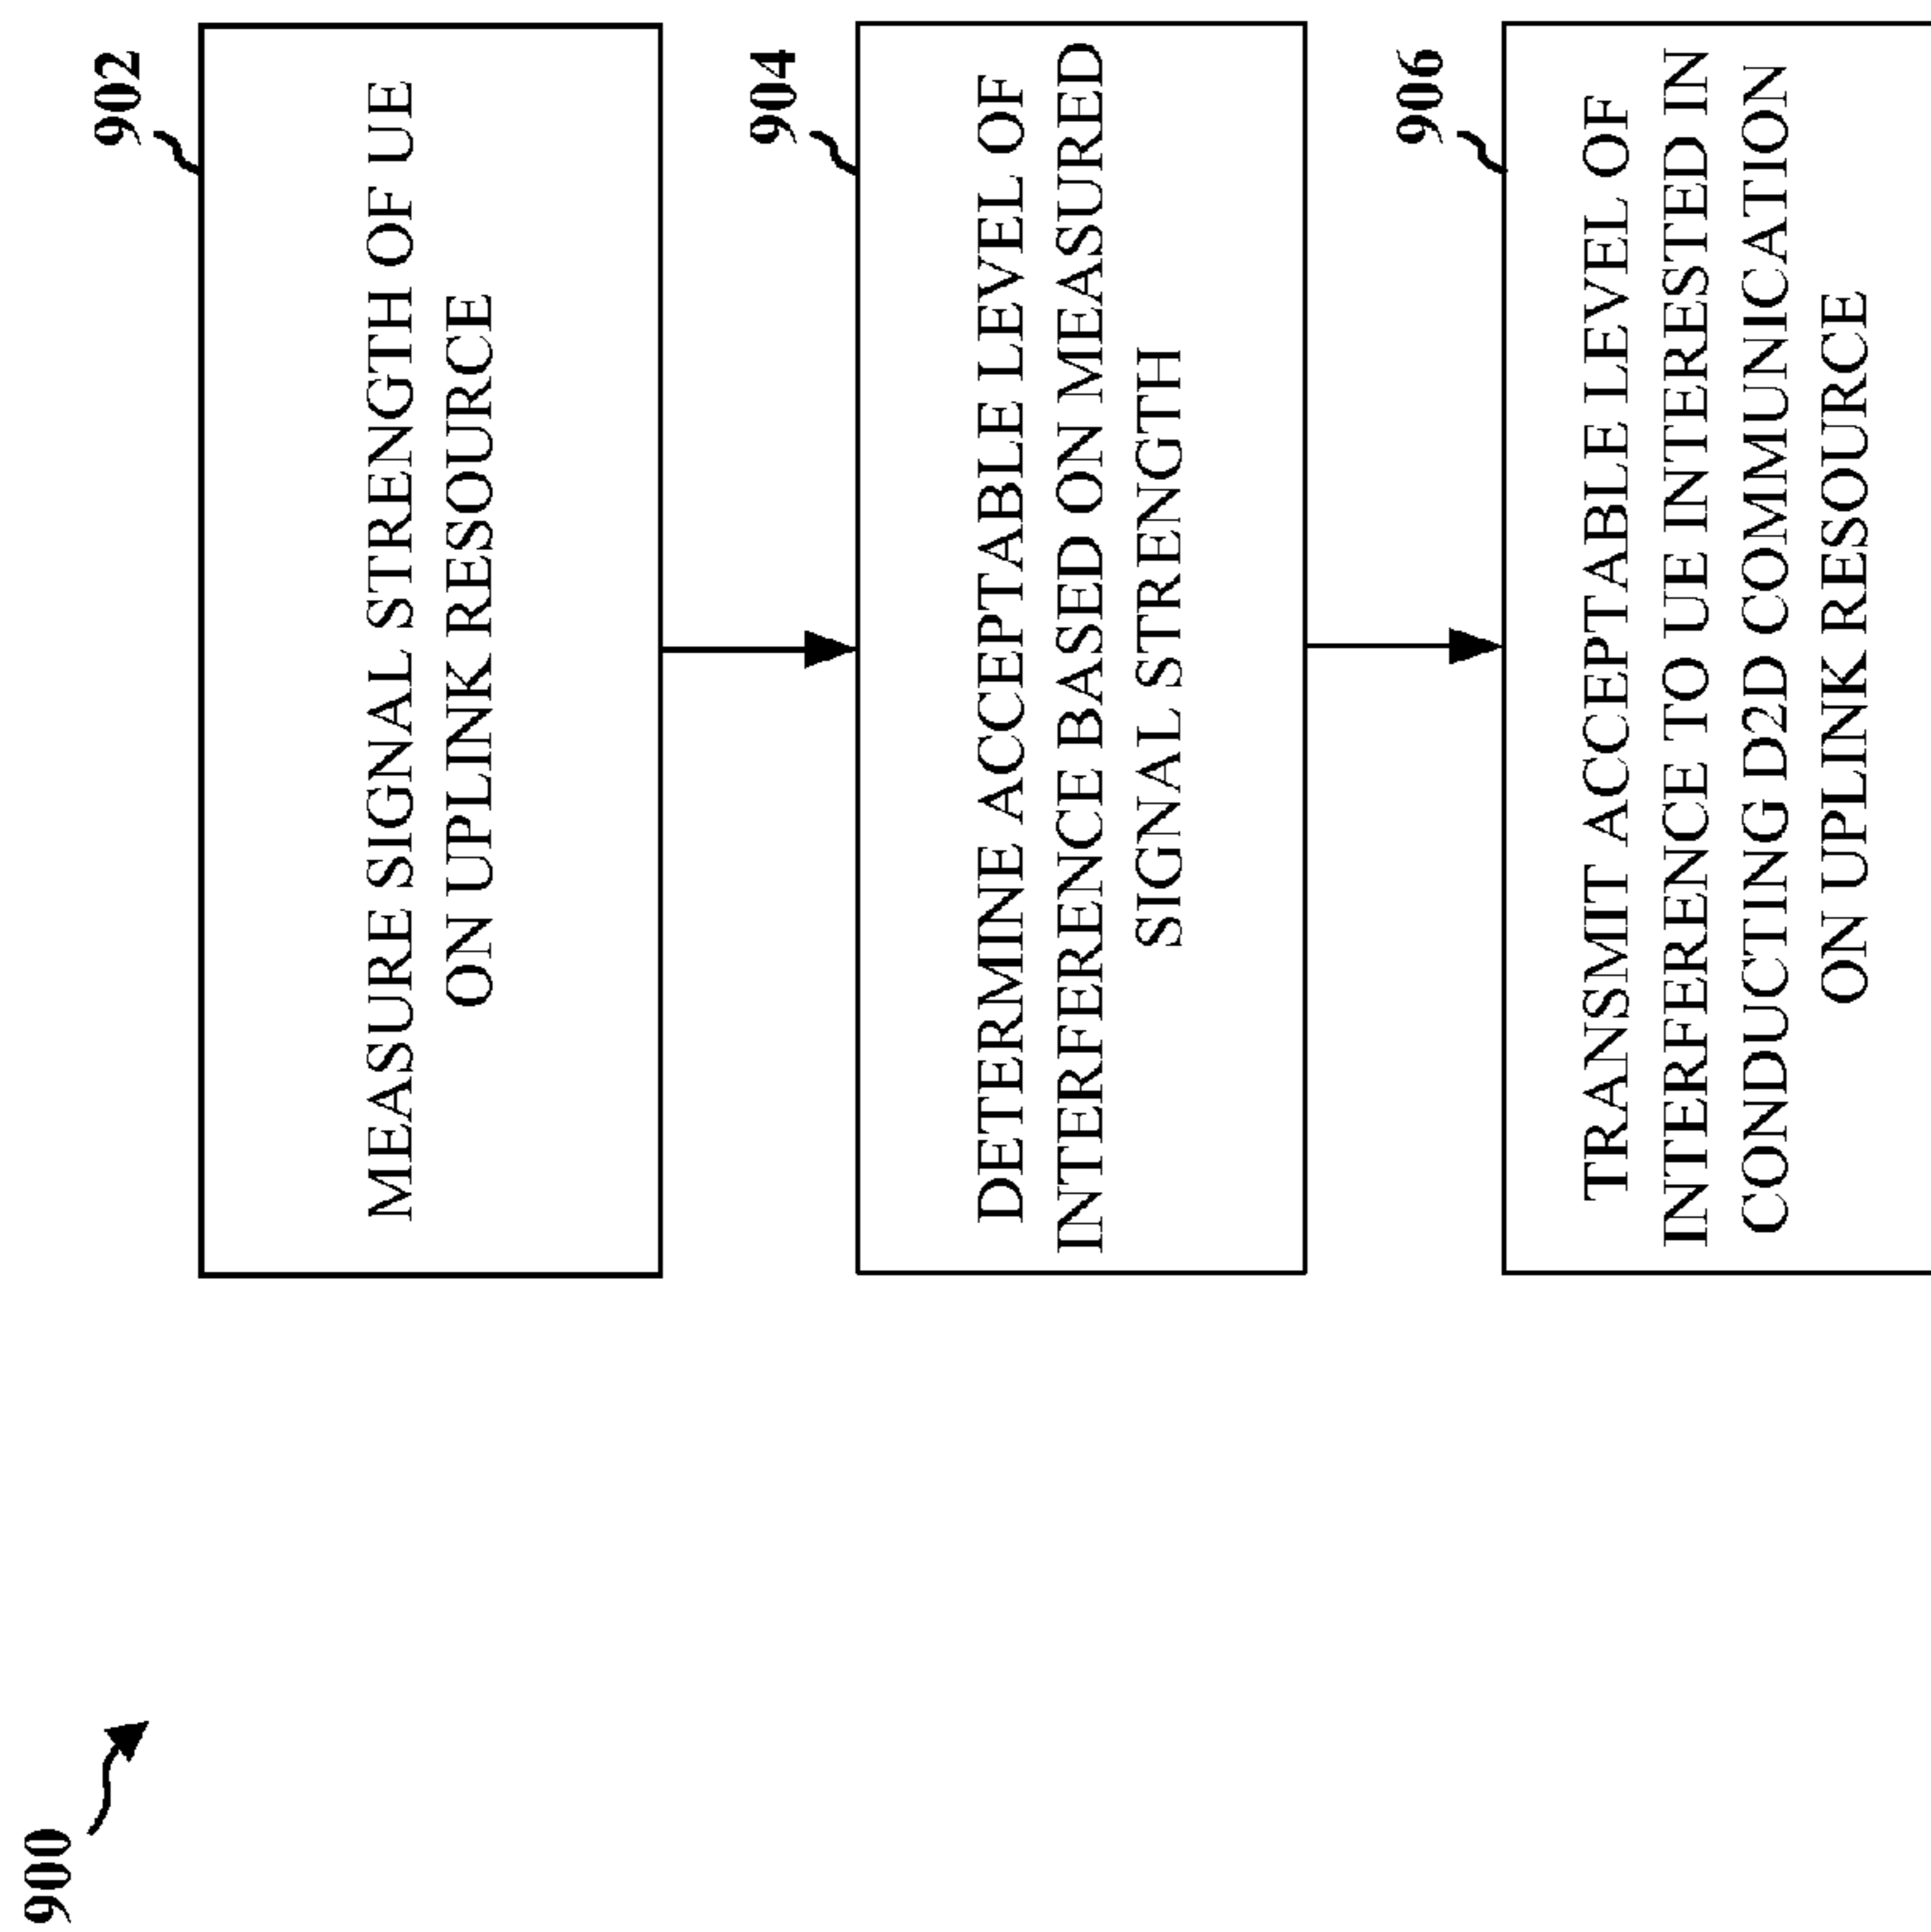 900
902
MEASURE SIGNAL STRENGTH OF UE
ON UPLINK RESOURCE
904
DETERMINE ACCEPTABLE LEVEL OF
INTERFERENCE BASED ON MEASURED
SIGNAL STRENGTH
906
TRANSMIT ACCEPTABLE LEVEL OF
INTERFERENCE TO UE INTERESTED IN
CONDUCTING D2D COMMUNICATION
ON UPLINK RESOURCE